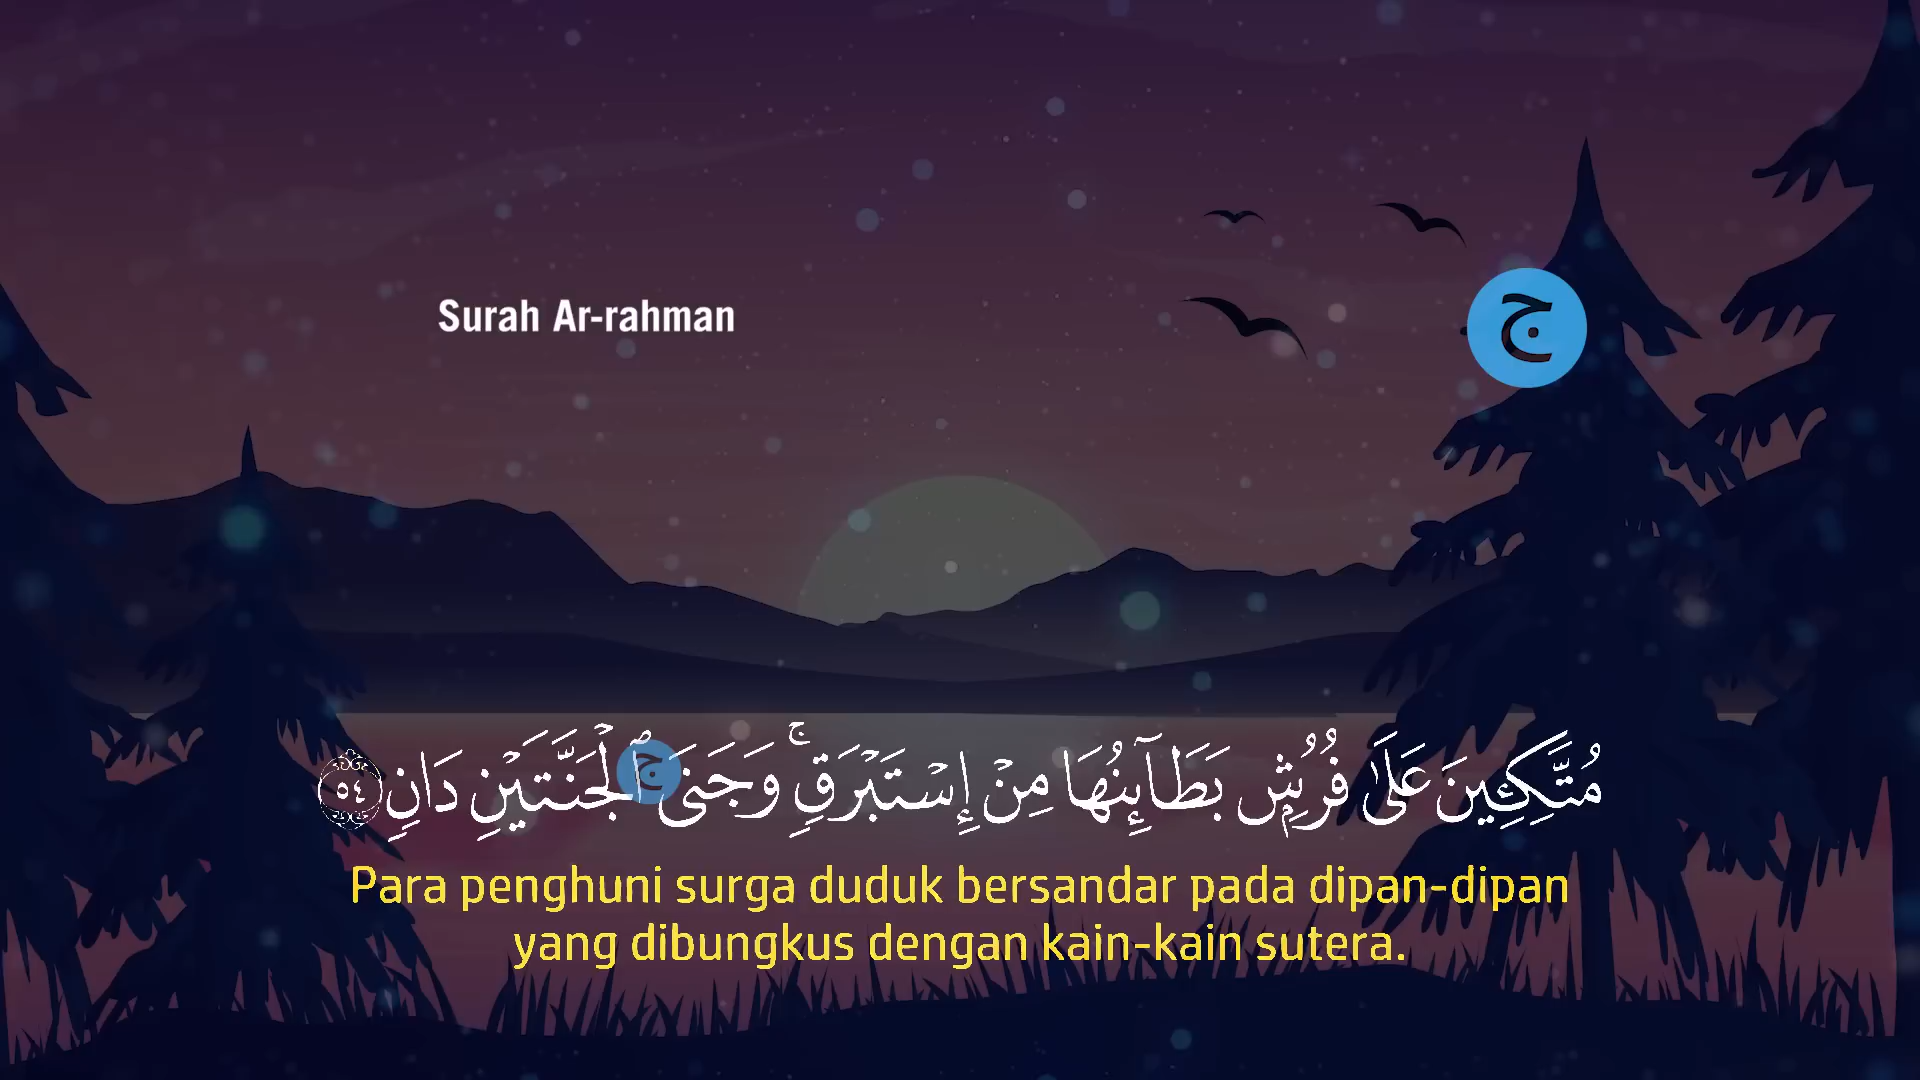 Surah Ar-rahman
ج
مُتَّكِـِٔينَ عَلَىٰ فُرُشٍۭ بَطَآئِنُهَا مِنْ إِسْتَبْرَقٍۚ وَجَنَى ٱلْجَنَّتَيْنِ دَانٍ ٥٤
ج
Para penghuni surga duduk bersandar pada dipan-dipan
yang dibungkus dengan kain-kain sutera.